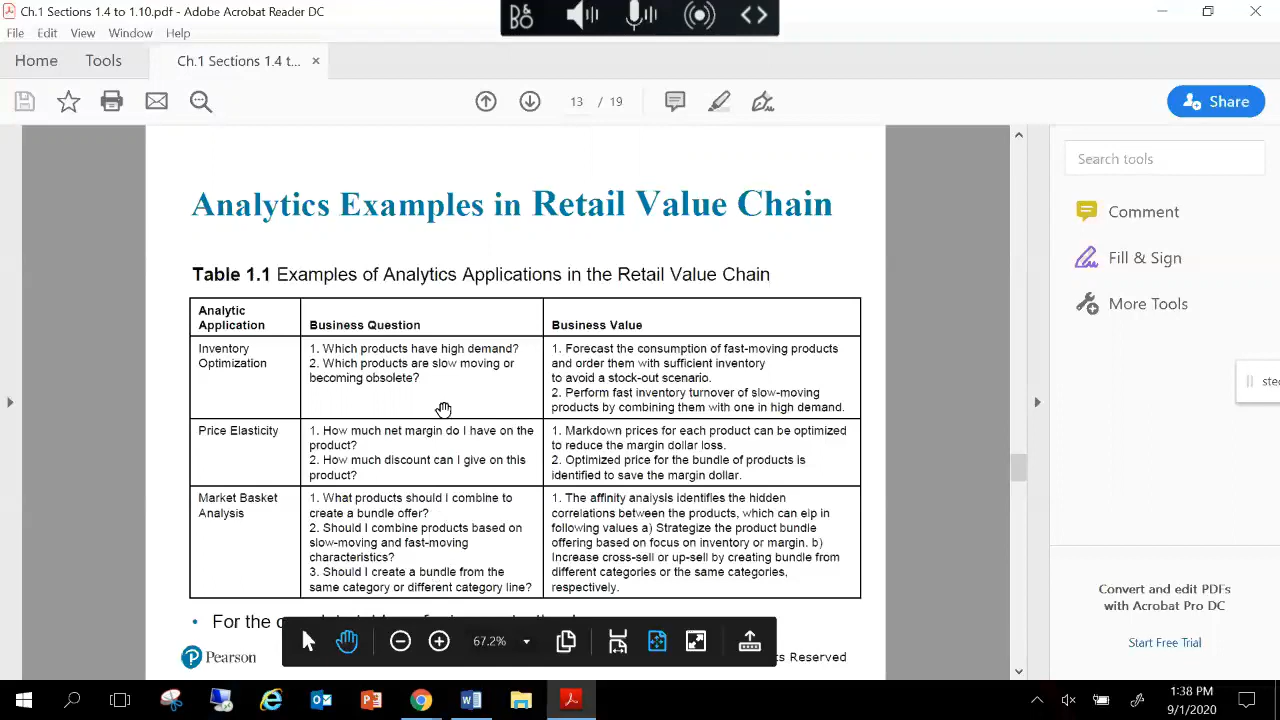 Ch.1 Sections 1.4 to 1.10.pdf - Adobe Acrobat Reader DC
File Edit View Window Help
Home Tools Ch.1 Sections 1.4 t... ×
13 / 19
Share
Analytics Examples in Retail Value Chain
Table 1.1 Examples of Analytics Applications in the Retail Value Chain
Analytic
Application
Business Question
Business Value
Inventory
Optimization
1. Which products have high demand?
2. Which products are slow moving or
becoming obsolete?
1. Forecast the consumption of fast-moving products
and order them with sufficient inventory
to avoid a stock-out scenario.
2. Perform fast inventory turnover of slow-moving
products by combining them with one in high demand.
Price Elasticity
1. How much net margin do I have on the
product?
2. How much discount can I give on this
product?
1. Markdown prices for each product can be optimized
to reduce the margin dollar loss.
2. Optimized price for the bundle of products is
identified to save the margin dollar.
Market Basket
Analysis
1. What products should I combine to
create a bundle offer?
2. Should I combine products based on
slow-moving and fast-moving
characteristics?
3. Should I create a bundle from the
same category or different category line?
1. The affinity analysis identifies the hidden
correlations between the products, which can eip in
following values a) Strategize the product bundle
offering based on focus on inventory or margin. b)
Increase cross-sell or up-sell by creating bundle from
different categories or the same categories,
respectively.
• For the
Pearson
67.2%
Reserved
Search tools
Comment
Fill & Sign
More Tools
Convert and edit PDFs
with Acrobat Pro DC
Start Free Trial
1:38 PM
9/1/2020